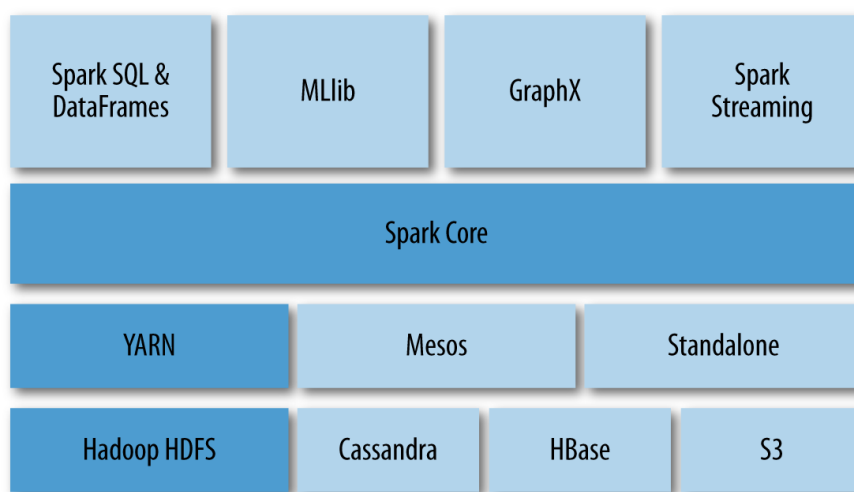 Spark SQL &
DataFrames
MLlib
GraphX
Spark
Streaming
Spark Core
YARN
Mesos
Standalone
Hadoop HDFS
Cassandra
HBase
S3